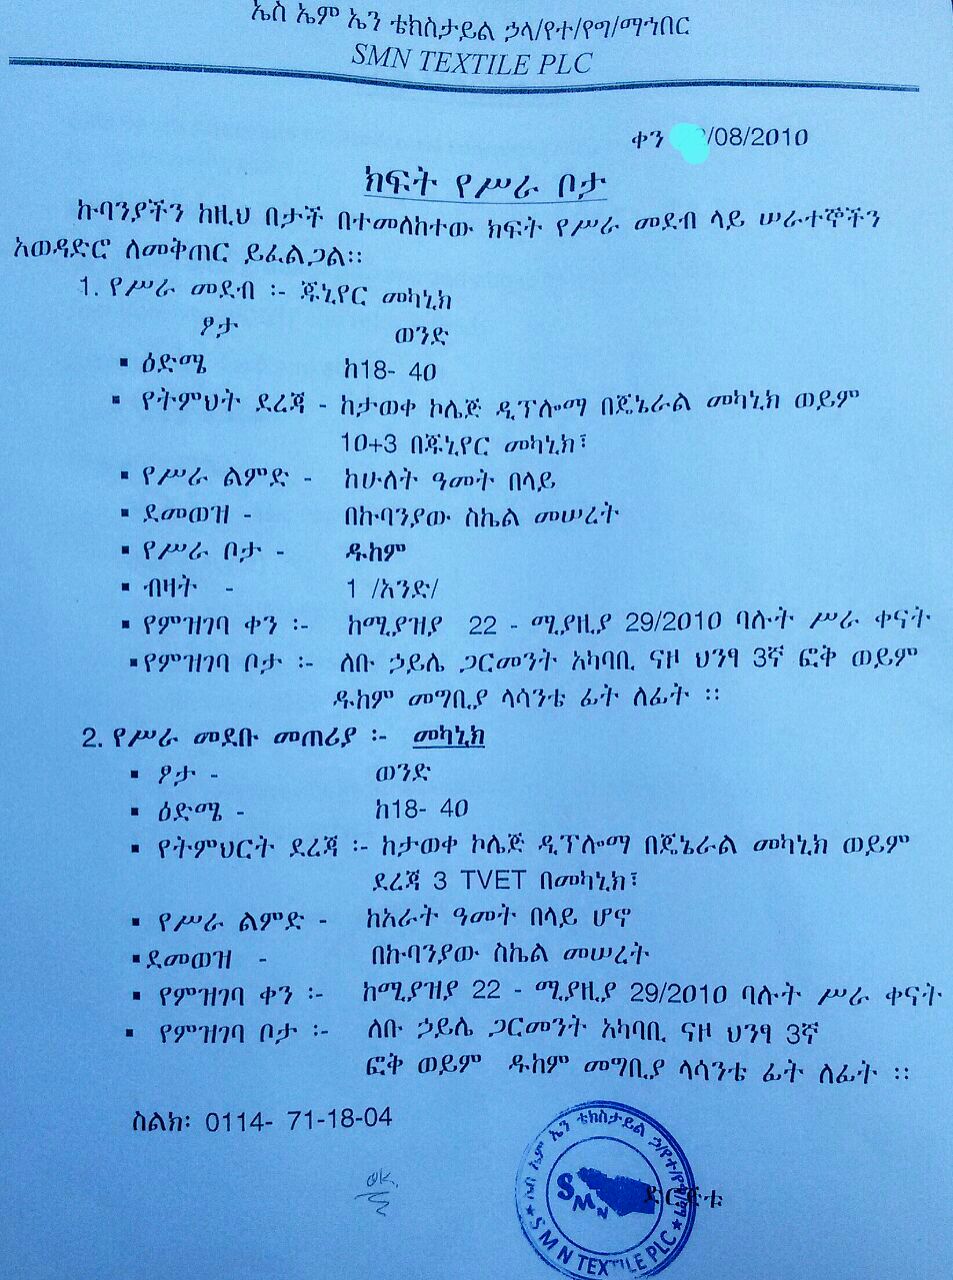 ኤስ ኤም ኤን ቴክስታይል ኃላ/የተ/የግ/ማኅበር
SMN TEXTILE PLC
ቀን /08/2010
ክፍት የሥራ ቦታ
ኩባንያችን ከዚህ በታች በተመለከተው ክፍት የሥራ መደብ ላይ ሠራተኞችን
አወዳድሮ ለመቅጠር ይፈልጋል፡፡
1. የሥራ መደብ ፡- ጁኒየር መካኒክ
ፆታ ወንድ
▪ ዕድሜ ከ18- 40
▪ የትምህት ደረጃ - ከታወቀ ኮሌጅ ዲፕሎማ በጄኔራል መካኒክ ወይም
10+3 በጁኒየር መካኒክ፣
▪ የሥራ ልምድ - ከሁለት ዓመት በላይ
▪ ደመወዝ - በኩባንያው ስኬል መሠረት
▪ የሥራ ቦታ - ዱከም
▪ ብዛት - 1 /አንድ/
▪ የምዝገባ ቀን ፡- ከሚያዝያ 22 - ሚያዚያ 29/2010 ባሉት ሥራ ቀናት
▪ የምዝገባ ቦታ ፡- ለቡ ኃይሌ ጋርመንት አካባቢ ናዞ ህንፃ 3ኛ ፎቅ ወይም
ዱከም መግቢያ ላሳንቴ ፊት ለፊት ፡፡
2. የሥራ መደቡ መጠሪያ ፡- መካኒክ
▪ ፆታ - ወንድ
▪ ዕድሜ - ከ18- 40
▪ የትምህርት ደረጃ ፡- ከታወቀ ኮሌጅ ዲፕሎማ በጄኔራል መካኒክ ወይም
ደረጃ 3 TVET በመካኒክ፣
▪ የሥራ ልምድ - ከአራት ዓመት በላይ ሆኖ
▪ ደመወዝ - በኩባንያው ስኬል መሠረት
▪ የምዝገባ ቀን ፡- ከሚያዝያ 22 - ሚያዚያ 29/2010 ባሉት ሥራ ቀናት
▪ የምዝገባ ቦታ ፡- ለቡ ኃይሌ ጋርመንት አካባቢ ናዞ ህንፃ 3ኛ
ፎቅ ወይም ዱከም መግቢያ ላሳንቴ ፊት ለፊት ፡፡
ስልክ፡ 0114- 71-18-04
OK.
ኤስ ኤም ኤን ቴክስታይል ኃ/የተ/የግ/ማ
SMN
ድርጅቱ
SMN TEXTILE PLC